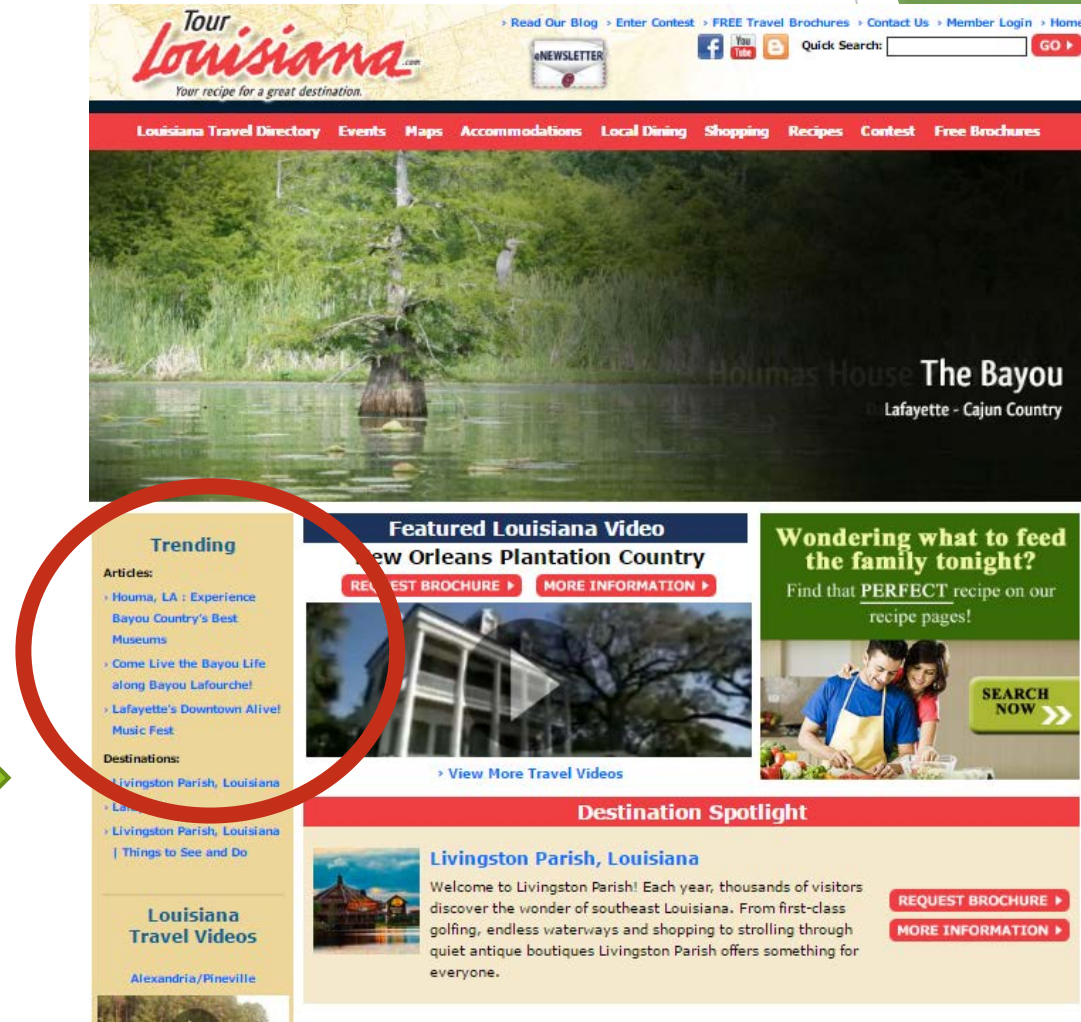 Tour
Louisiana.com
Your recipe for a great destination.
› Read Our Blog › Enter Contest › FREE Travel Brochures › Contact Us › Member Login › Home
eNEWSLETTER
f You Tube Quick Search: GO
Louisiana Travel Directory Events Maps Accommodations Local Dining Shopping Recipes Contest Free Brochures
Houmas House The Bayou
Lafayette - Cajun Country
Trending
Articles:
› Houma, LA : Experience
Bayou Country's Best
Museums
› Come Live the Bayou Life
along Bayou Lafourche!
› Lafayette's Downtown Alive!
Music Fest
Destinations:
› Livingston Parish, Louisiana
› Livingston Parish, Louisiana
| Things to See and Do
Louisiana
Travel Videos
Alexandria/Pineville
Featured Louisiana Video
New Orleans Plantation Country
REQUEST BROCHURE MORE INFORMATION
› View More Travel Videos
Wondering what to feed
the family tonight?
Find that PERFECT recipe on our
recipe pages!
SEARCH
NOW
Destination Spotlight
Livingston Parish, Louisiana
Welcome to Livingston Parish! Each year, thousands of visitors
discover the wonder of southeast Louisiana. From first-class
golfing, endless waterways and shopping to strolling through
quiet antique boutiques Livingston Parish offers something for
everyone.
REQUEST BROCHURE
MORE INFORMATION